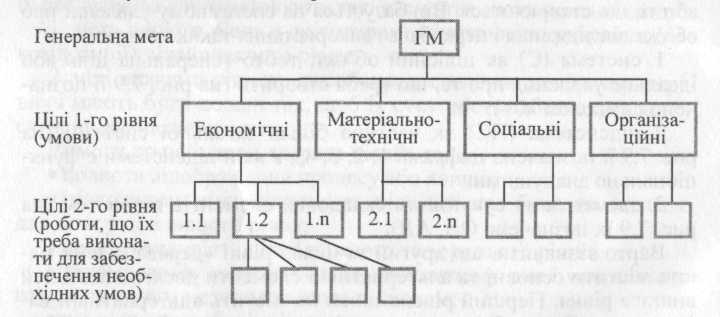 Генеральна мета
ГМ
Цілі 1-го рівня
(умови)
Економічні
Матеріально-
технічні
Соціальні
Організа-
ційні
Цілі 2-го рівня
(роботи, що їх
треба викона-
ти для забез-
печення необ-
хідних умов)
1.1
1.2
1.n
2.1
2.n